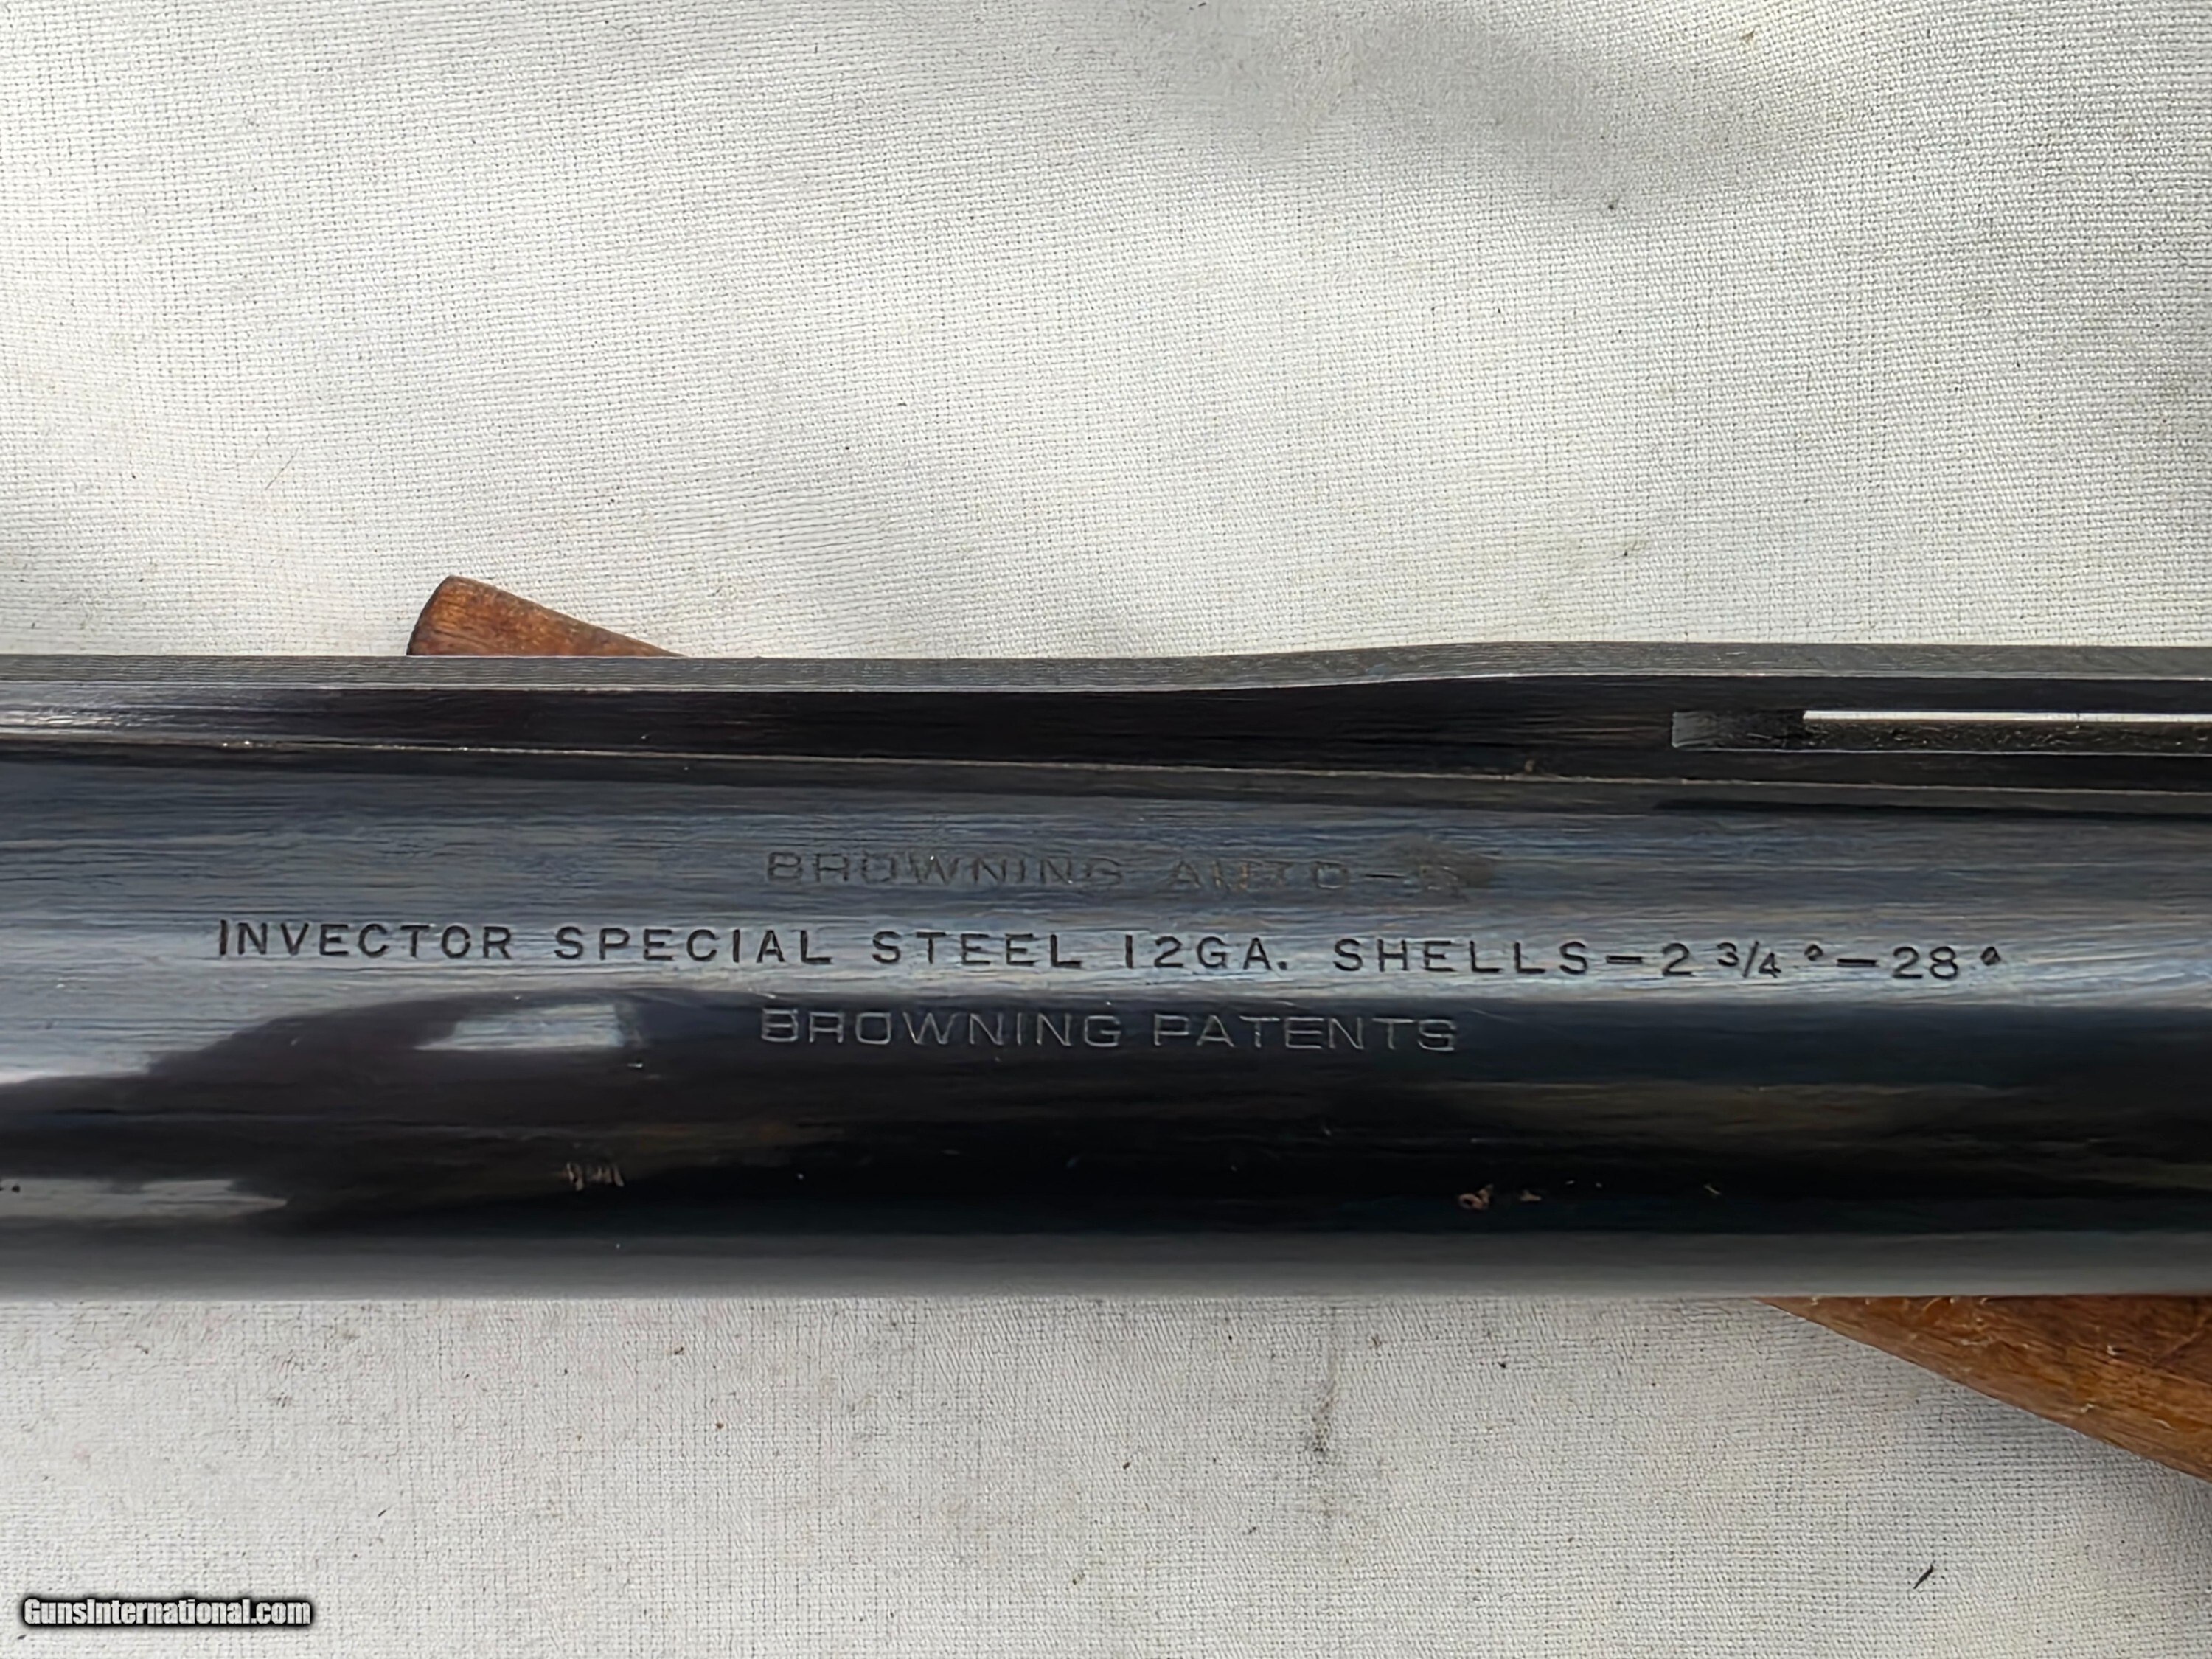 BROWNING AUTO-5
INVECTOR SPECIAL STEEL 12GA. SHELLS-2 3/4"-28"
BROWNING PATENTS
GunsInternational.com